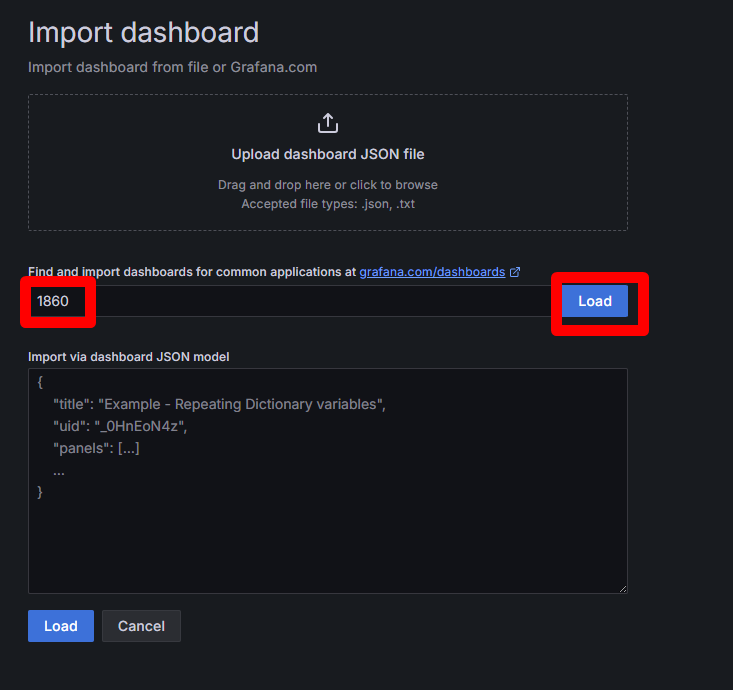 Import dashboard
Import dashboard from file or Grafana.com
Upload dashboard JSON file
Drag and drop here or click to browse
Accepted file types: .json, .txt
Find and import dashboards for common applications at grafana.com/dashboards
1860
Load
Import via dashboard JSON model
{
"title": "Example - Repeating Dictionary variables",
"uid": "_0HnEoN4z",
"panels": [...]
...
}
Load
Cancel